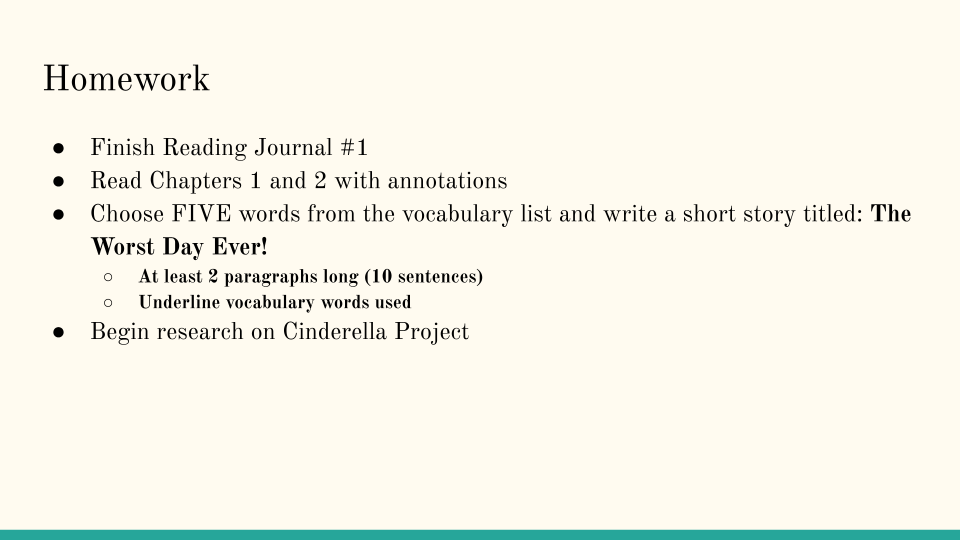 Homework
● Finish Reading Journal #1
● Read Chapters 1 and 2 with annotations
● Choose FIVE words from the vocabulary list and write a short story titled: The
Worst Day Ever!
○ At least 2 paragraphs long (10 sentences)
○ Underline vocabulary words used
● Begin research on Cinderella Project